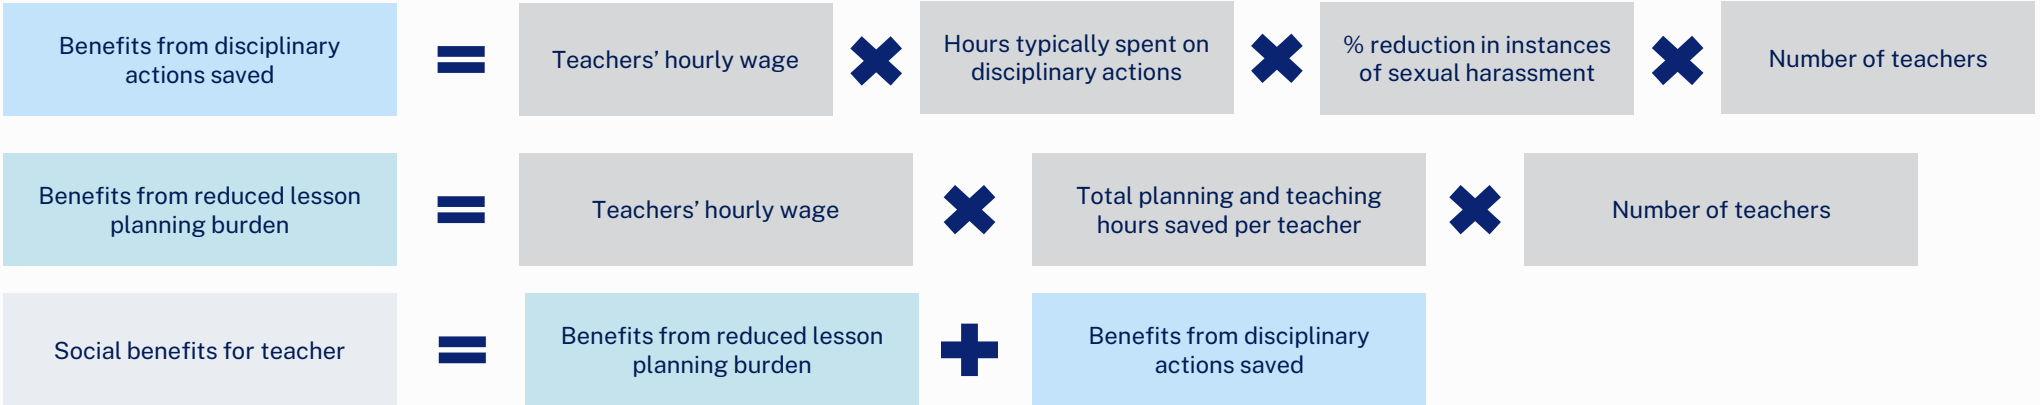 Benefits from disciplinary
actions saved
=
Teachers’ hourly wage
✖
Hours typically spent on
disciplinary actions
✖
% reduction in instances
of sexual harassment
✖
Number of teachers
Benefits from reduced lesson
planning burden
=
Teachers’ hourly wage
✖
Total planning and teaching
hours saved per teacher
✖
Number of teachers
Social benefits for teacher
=
Benefits from reduced lesson
planning burden
+
Benefits from disciplinary
actions saved